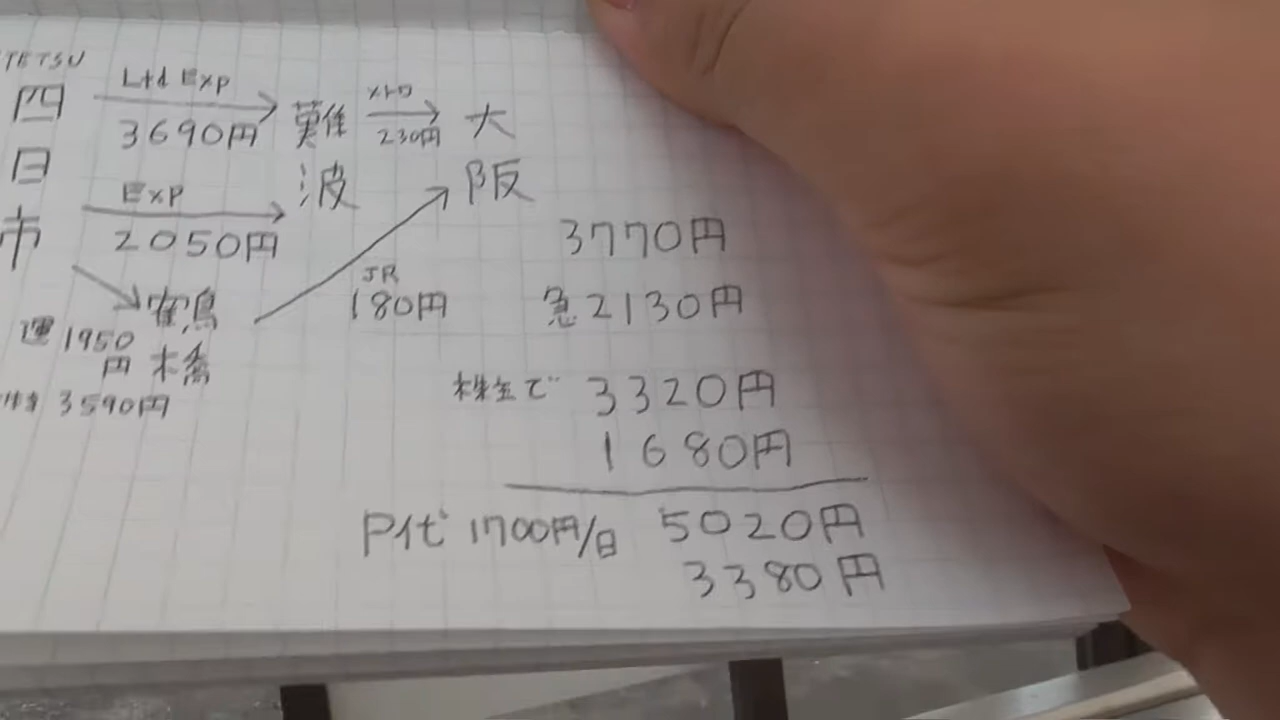 TETSU
四日市
Ltd Exp
3690円
難波
メトロ
230円
大阪
Exp
2050円
鶴橋
JR
180円
運 1950円
特 3590円
3770円
急 2130円
株主で 3320円
1680円
P代 1700円/日 5020円
3380円